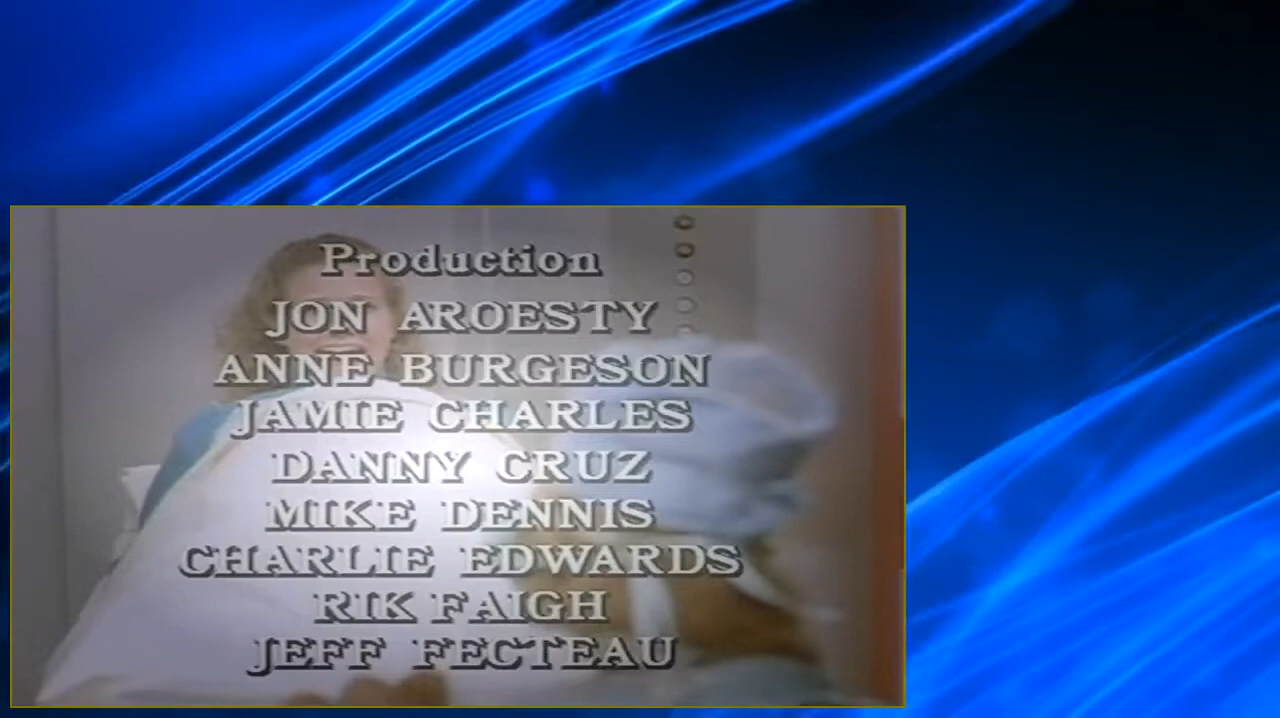 Production
JON AROESTY
ANNE BURGESON
JAMIE CHARLES
DANNY CRUZ
MIKE DENNIS
CHARLIE EDWARDS
RIK FAIGH
JEFF FECTEAU